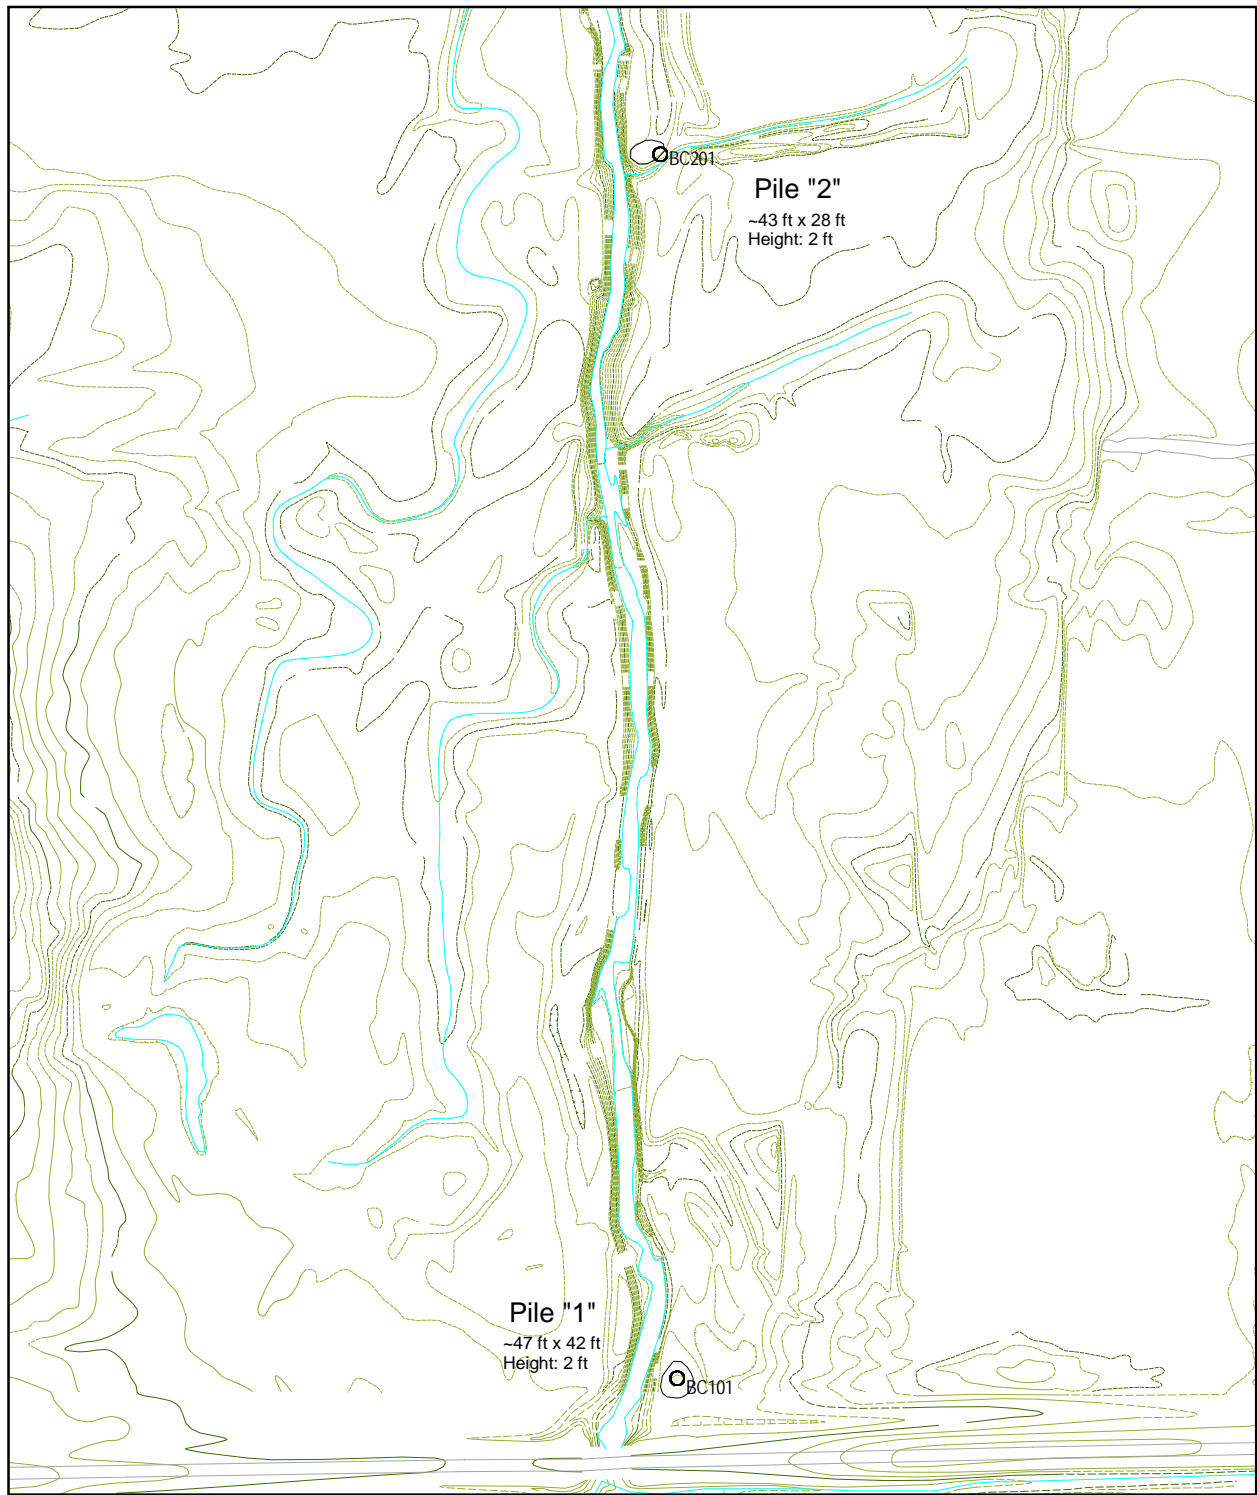 BC201
Pile "2"
~43 ft x 28 ft
Height: 2 ft
Pile "1"
~47 ft x 42 ft
Height: 2 ft
BC101